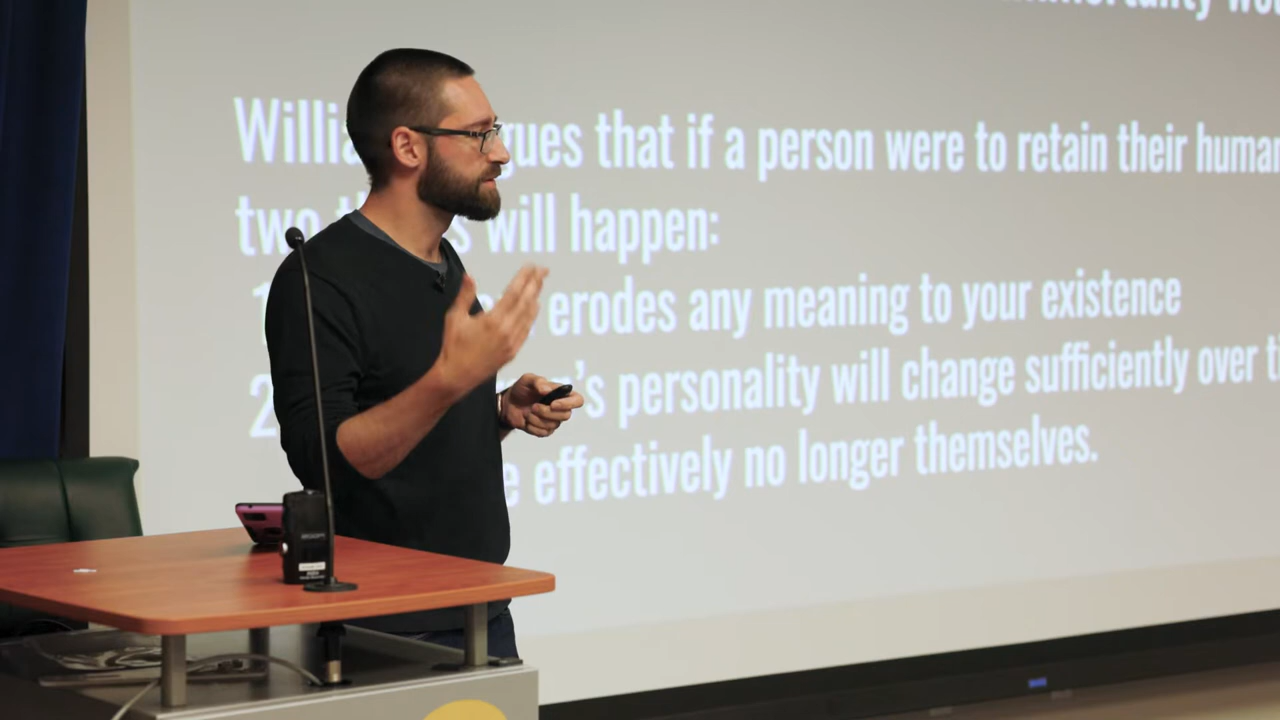 gues that if a person were to retain their human
two will happen:
erodes any meaning to your existence
2 's personality will change sufficiently over
effectively no longer themselves.